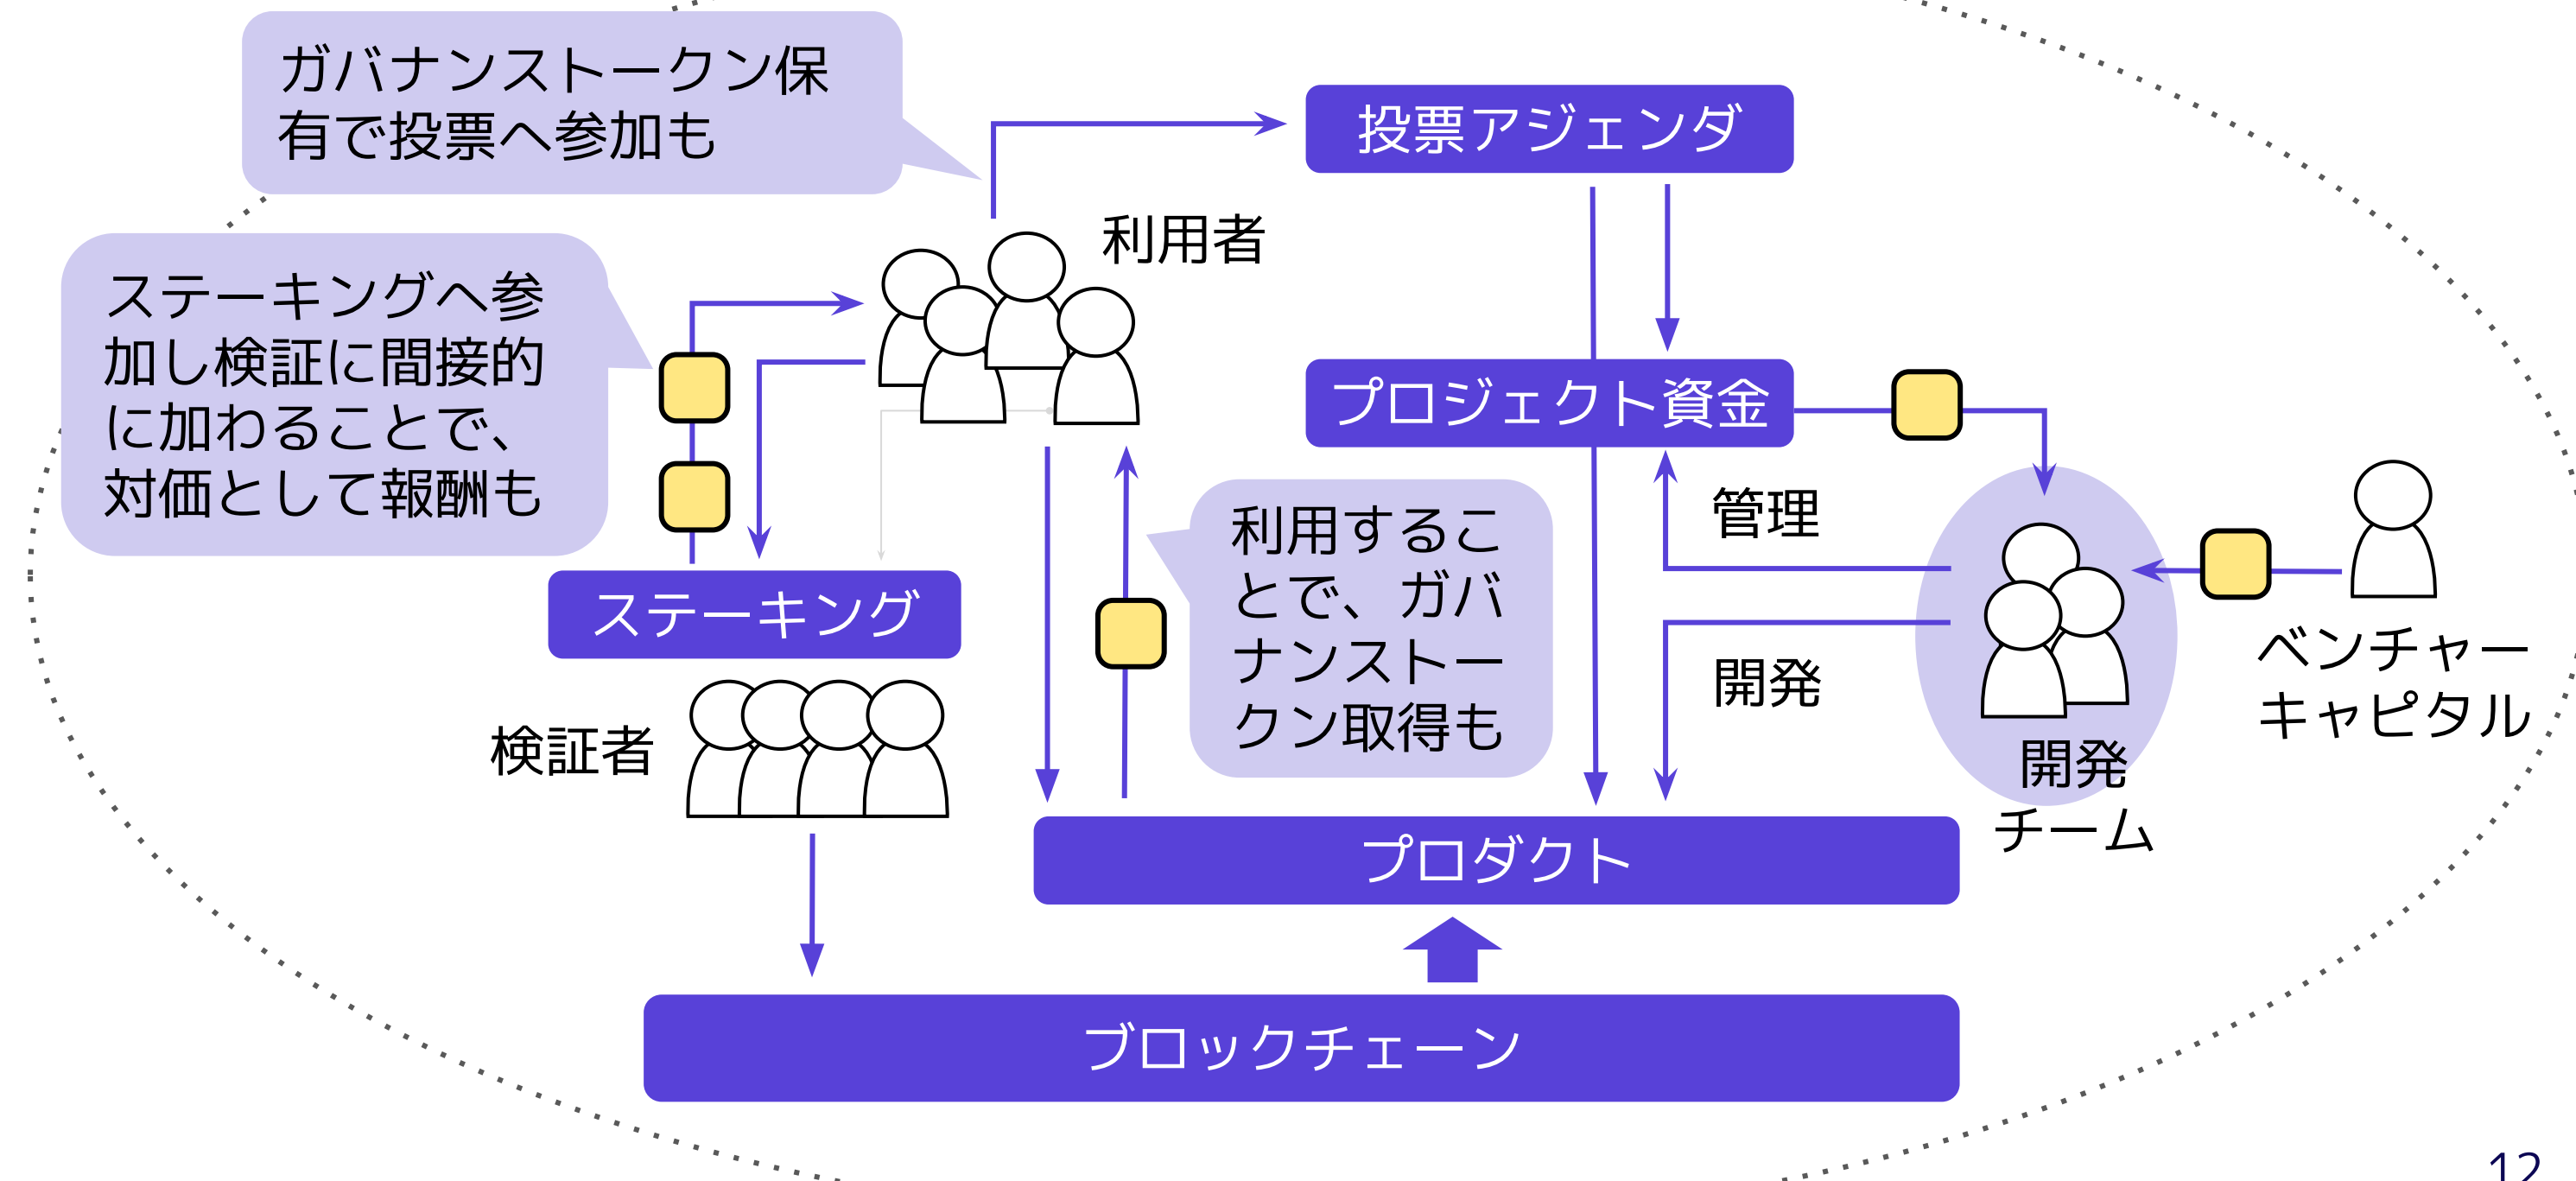 ガバナンストークン保
有で投票へ参加も
投票アジェンダ
利用者
ステーキングへ参
加し検証に間接的
に加わることで、
対価として報酬も
プロジェクト資金
管理
利用するこ
とで、ガバ
ナンストー
クン取得も
ステーキング
開発
ベンチャー
キャピタル
検証者
開発
チーム
プロダクト
ブロックチェーン
12